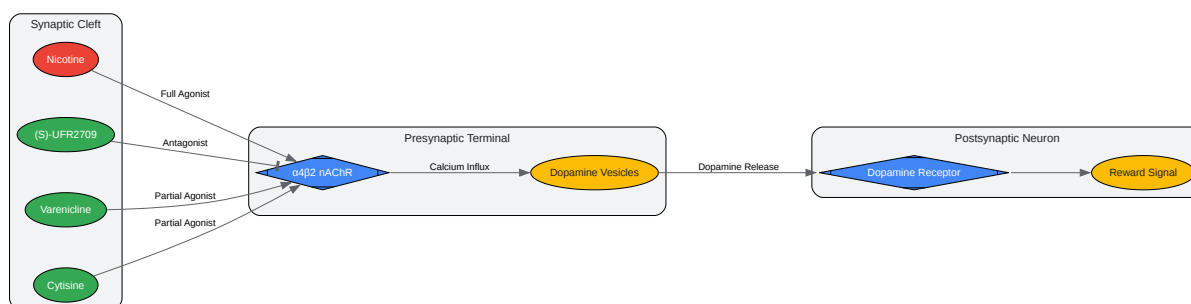 Synaptic Cleft
Nicotine
Full Agonist
(S)-UFR2709
Antagonist
Presynaptic Terminal
Postsynaptic Neuron
α4β2 nAChR
Calcium Influx
Dopamine Vesicles
Dopamine Release
Dopamine Receptor
Reward Signal
Varenicline
Partial Agonist
Partial Agonist
Cytisine